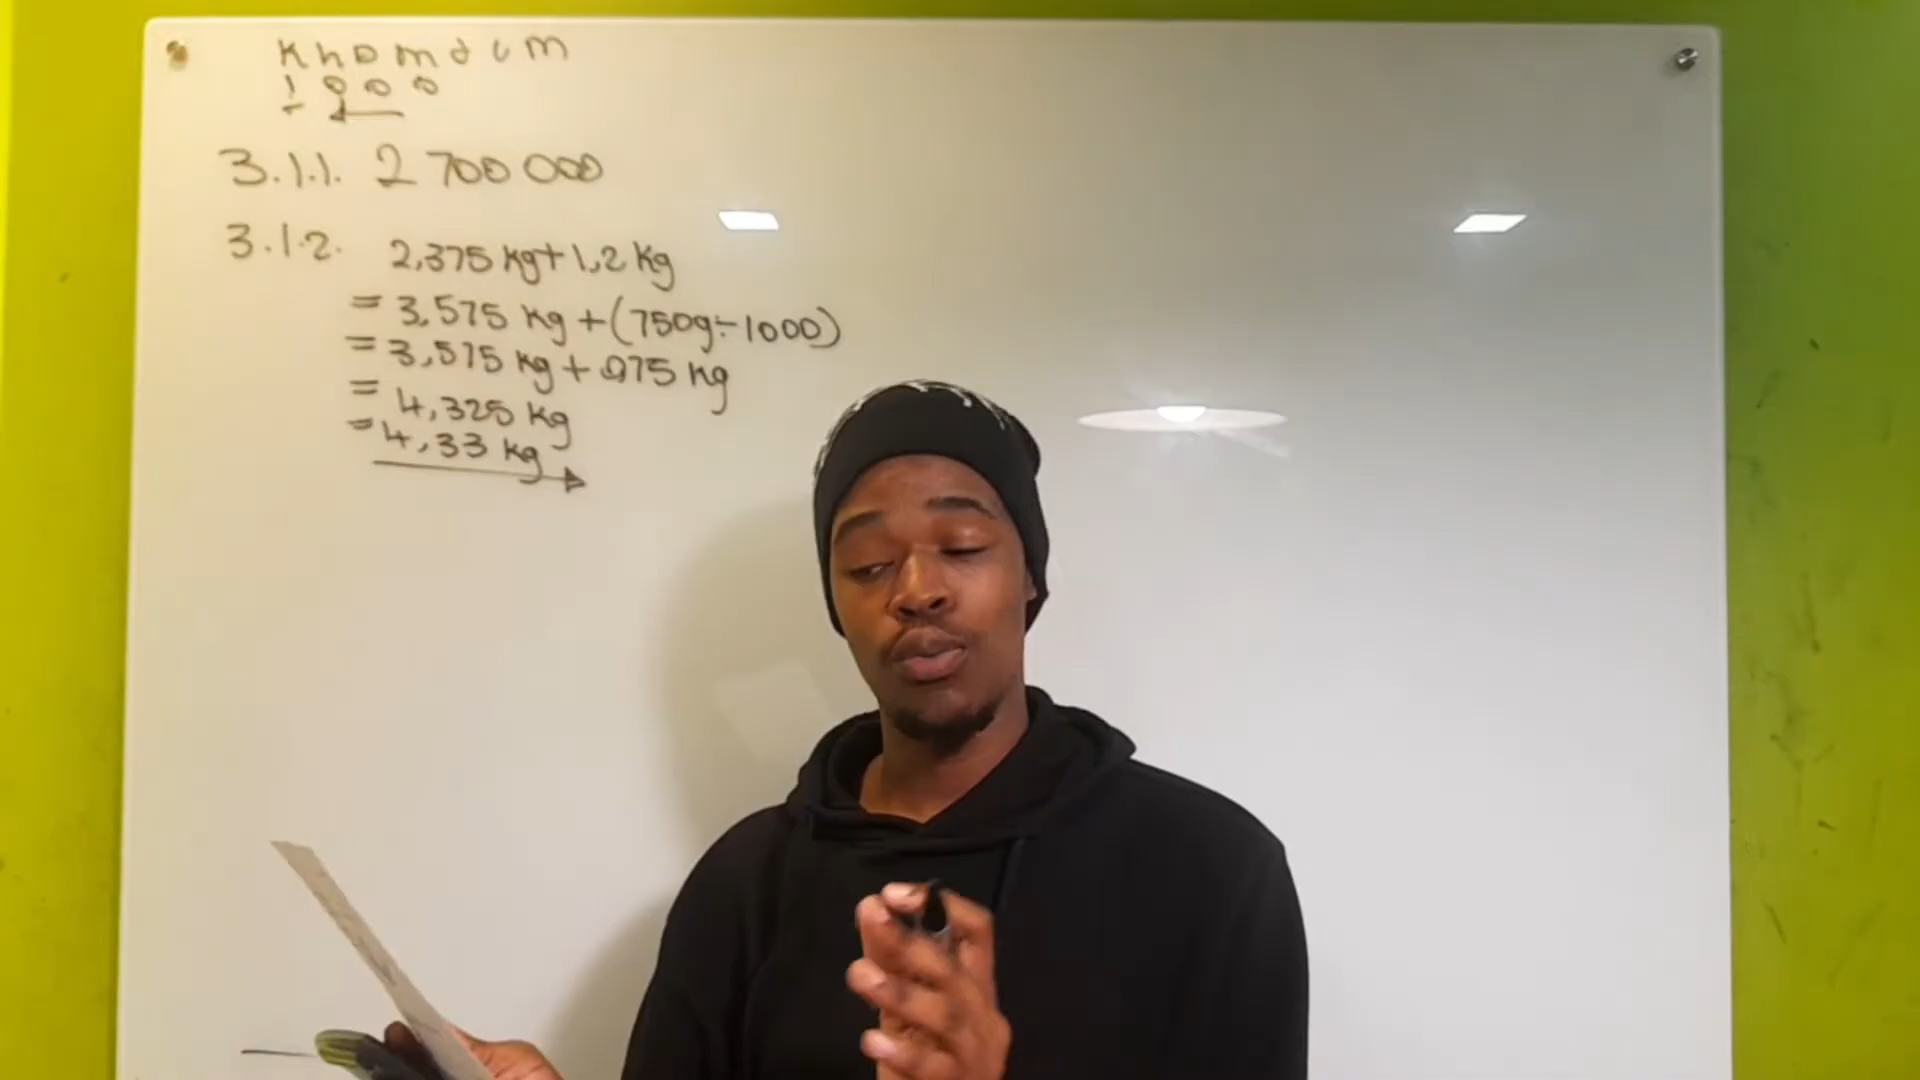 K h D m d c m
1 0 0 0
3.1.1. 2 700 000
3.1.2. 2,375 kg + 1,2 kg
= 3,575 kg + (750g ÷ 1000)
= 3,575 kg + 0,75 kg
= 4,325 kg
= 4,33 kg